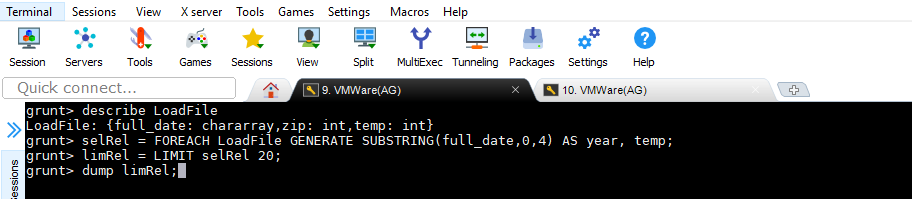 Terminal Sessions View X server Tools Games Settings Macros Help
Session Servers Tools Games Sessions View Split MultiExec Tunneling Packages Settings Help
Quick connect... 9. VMWare(AG) 10. VMWare(AG)
grunt> describe LoadFile
LoadFile: {full_date: chararray,zip: int,temp: int}
grunt> selRel = FOREACH LoadFile GENERATE SUBSTRING(full_date,0,4) AS year, temp;
grunt> limRel = LIMIT selRel 20;
grunt> dump limRel;
Sessions